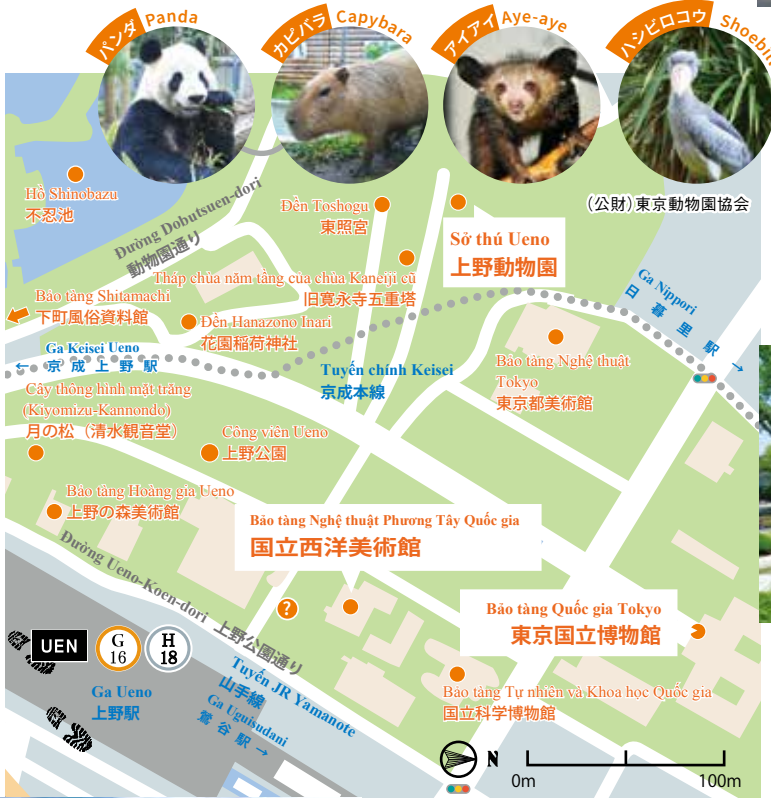 パンダ Panda
カピバラ Capybara
アイアイ Aye-aye
ハシビロコウ Shoebill
(公財)東京動物園協会
Hồ Shinobazu
不忍池
Đường Dobutsuen-dori
動物園通り
Đền Toshogu
東照宮
Sở thú Ueno
上野動物園
Tháp chùa năm tầng của chùa Kaneiji cũ
旧寛永寺五重塔
Ga Nippori
日暮里駅 →
Bảo tàng Shitamachi
下町風俗資料館
Đền Hanazono Inari
花園稲荷神社
Ga Keisei Ueno
← 京成上野駅
Tuyến chính Keisei
京成本線
Bảo tàng Nghệ thuật
Tokyo
東京都美術館
Cây thông hình mặt trăng
(Kiyomizu-Kannondo)
月の松（清水観音堂）
Công viên Ueno
上野公園
Bảo tàng Hoàng gia Ueno
上野の森美術館
Bảo tàng Nghệ thuật Phương Tây Quốc gia
国立西洋美術館
Đường Ueno-Koen-dori 上野公園通り
?
Bảo tàng Quốc gia Tokyo
東京国立博物館
UEN
G
16
H
18
Ga Ueno
上野駅
Tuyến JR Yamanote
山手線
Ga Uguisudani
鶯谷駅 →
Bảo tàng Tự nhiên và Khoa học Quốc gia
国立科学博物館
N
0m
100m